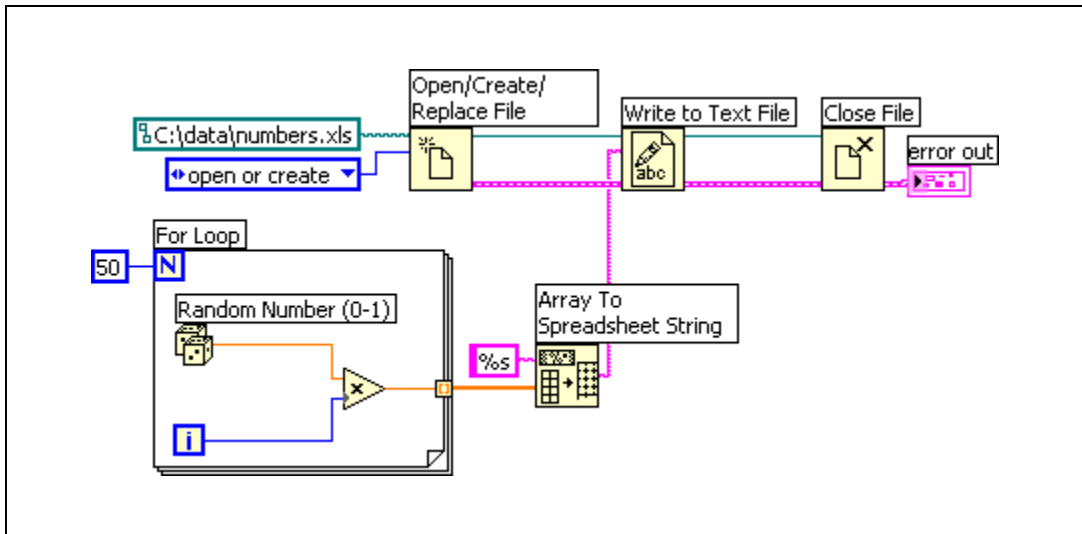 Open/Create/
Replace File
Write to Text File
Close File
C:\data\numbers.xls
error out
open or create
abc
For Loop
50
N
Random Number (0-1)
Array To
Spreadsheet String
%s
x
i